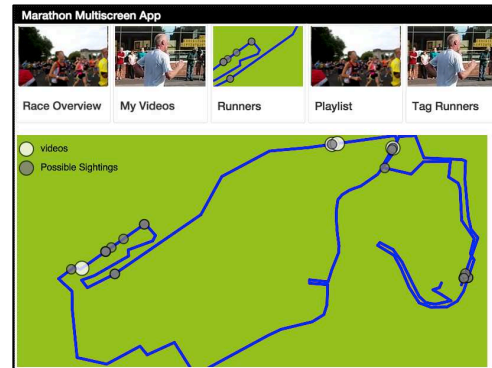 Marathon Multiscreen App
Race Overview
My Videos
Runners
Playlist
Tag Runners
videos
Possible Sightings